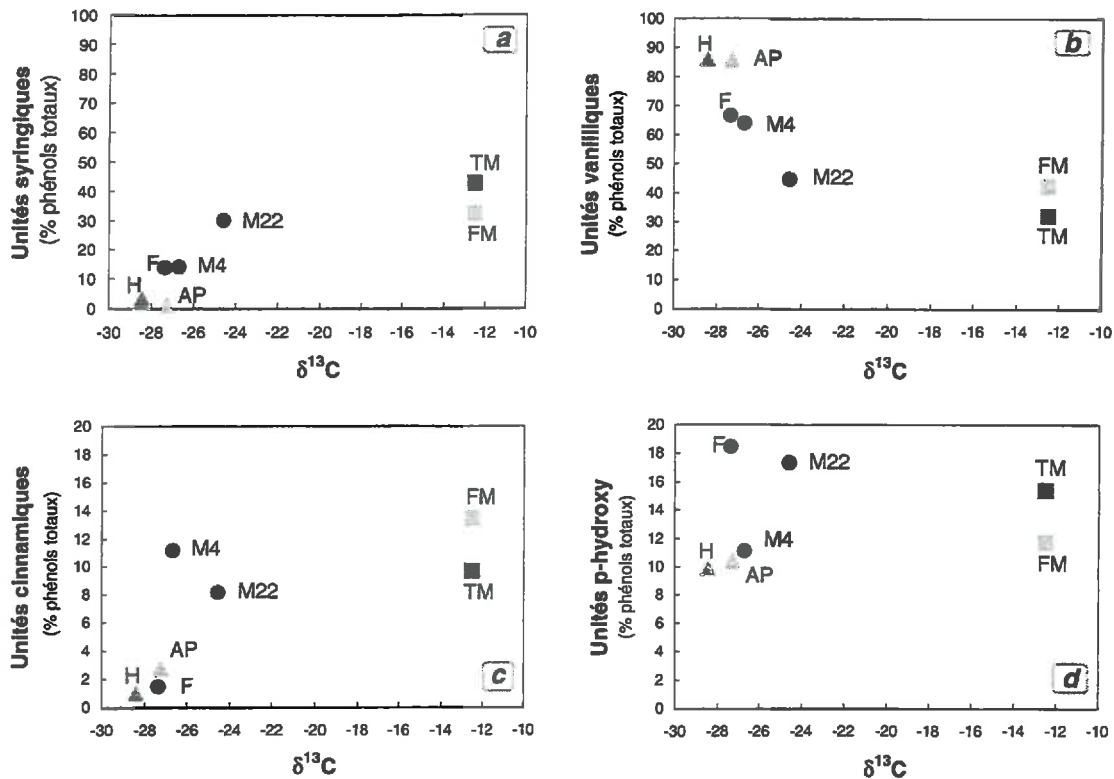 a
Unités syringiques
(% phénols totaux)
100
90
80
70
60
50
40
30
20
10
0
TM
FM
M22
F
M4
H
AP
-30 -28 -26 -24 -22 -20 -18 -16 -14 -12 -10
δ13C
b
Unités vanilliques
(% phénols totaux)
100
90
80
70
60
50
40
30
20
10
0
H
AP
F
M4
M22
FM
TM
-30 -28 -26 -24 -22 -20 -18 -16 -14 -12 -10
δ13C
c
Unités cinnamiques
(% phénols totaux)
20
18
16
14
12
10
8
6
4
2
0
FM
M4
TM
M22
AP
H
F
-30 -28 -26 -24 -22 -20 -18 -16 -14 -12 -10
δ13C
d
Unités p-hydroxy
(% phénols totaux)
20
18
16
14
12
10
8
6
4
2
0
F
M22
TM
M4
H
AP
FM
-30 -28 -26 -24 -22 -20 -18 -16 -14 -12 -10
δ13C